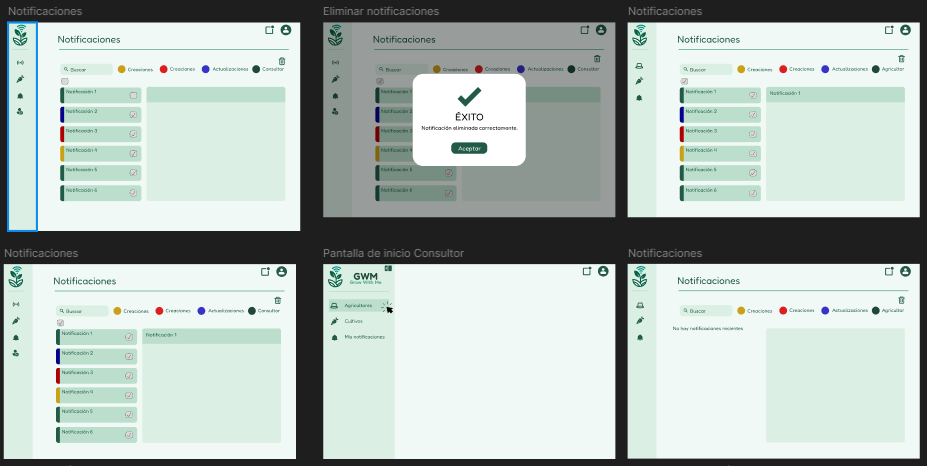 Notificaciones
Notificaciones
Buscar
Creaciones
Creaciones
Actualizaciones
Consultor
Notificación 1
Notificación 2
Notificación 3
Notificación 4
Notificación 5
Notificación 6
Eliminar notificaciones
Notificaciones
Buscar
Creaciones
Creaciones
Actualizaciones
Consultor
Notificación 1
Notificación 2
Notificación 3
Notificación 4
Notificación 5
Notificación 6
ÉXITO
Notificación eliminada correctamente.
Aceptar
Notificaciones
Notificaciones
Buscar
Creaciones
Creaciones
Actualizaciones
Agricultor
Notificación 1
Notificación 1
Notificación 2
Notificación 3
Notificación 4
Notificación 5
Notificación 6
Notificaciones
Notificaciones
Buscar
Creaciones
Creaciones
Actualizaciones
Consultor
Notificación 1
Notificación 1
Notificación 2
Notificación 3
Notificación 4
Notificación 5
Notificación 6
Pantalla de inicio Consultor
GWM
Grow With Me
Agricultores
Cultivos
Mis notificaciones
Notificaciones
Notificaciones
Buscar
Creaciones
Creaciones
Actualizaciones
Agricultor
No hay notificaciones recientes